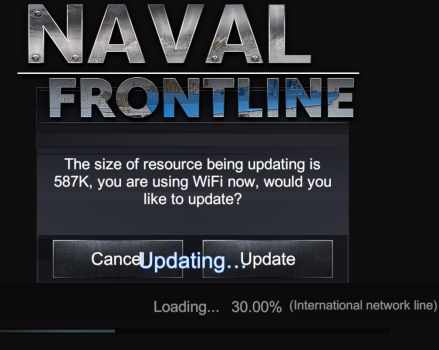 NAVAL
FRONTLINE
The size of resource being updating is
587K, you are using WiFi now, would you
like to update?
Cancel Updating... Update
Loading... 30.00% (International network line)